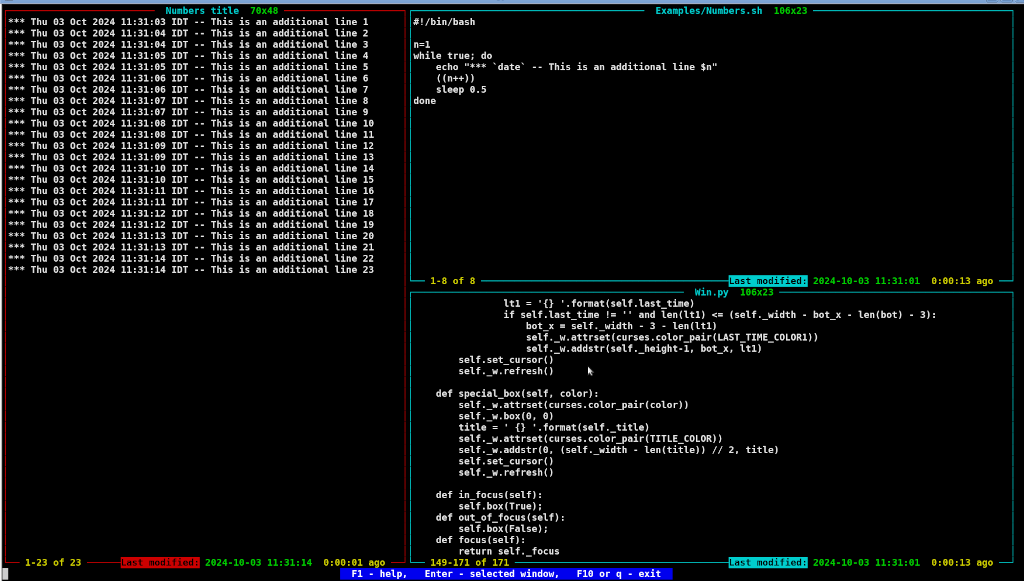 Numbers title 70x48
*** Thu 03 Oct 2024 11:31:03 IDT -- This is an additional line 1
*** Thu 03 Oct 2024 11:31:04 IDT -- This is an additional line 2
*** Thu 03 Oct 2024 11:31:04 IDT -- This is an additional line 3
*** Thu 03 Oct 2024 11:31:05 IDT -- This is an additional line 4
*** Thu 03 Oct 2024 11:31:05 IDT -- This is an additional line 5
*** Thu 03 Oct 2024 11:31:06 IDT -- This is an additional line 6
*** Thu 03 Oct 2024 11:31:06 IDT -- This is an additional line 7
*** Thu 03 Oct 2024 11:31:07 IDT -- This is an additional line 8
*** Thu 03 Oct 2024 11:31:07 IDT -- This is an additional line 9
*** Thu 03 Oct 2024 11:31:08 IDT -- This is an additional line 10
*** Thu 03 Oct 2024 11:31:08 IDT -- This is an additional line 11
*** Thu 03 Oct 2024 11:31:09 IDT -- This is an additional line 12
*** Thu 03 Oct 2024 11:31:09 IDT -- This is an additional line 13
*** Thu 03 Oct 2024 11:31:10 IDT -- This is an additional line 14
*** Thu 03 Oct 2024 11:31:10 IDT -- This is an additional line 15
*** Thu 03 Oct 2024 11:31:11 IDT -- This is an additional line 16
*** Thu 03 Oct 2024 11:31:11 IDT -- This is an additional line 17
*** Thu 03 Oct 2024 11:31:12 IDT -- This is an additional line 18
*** Thu 03 Oct 2024 11:31:12 IDT -- This is an additional line 19
*** Thu 03 Oct 2024 11:31:13 IDT -- This is an additional line 20
*** Thu 03 Oct 2024 11:31:13 IDT -- This is an additional line 21
*** Thu 03 Oct 2024 11:31:14 IDT -- This is an additional line 22
*** Thu 03 Oct 2024 11:31:14 IDT -- This is an additional line 23
1-23 of 23 Last modified: 2024-10-03 11:31:14 0:00:01 ago
Examples/Numbers.sh 106x23
#!/bin/bash
n=1
while true; do
    echo "*** `date` -- This is an additional line $n"
    ((n++))
    sleep 0.5
done
1-8 of 8 Last modified: 2024-10-03 11:31:01 0:00:13 ago
Win.py 106x23
                lt1 = '{} '.format(self.last_time)
                if self.last_time != '' and len(lt1) <= (self._width - bot_x - len(bot) - 3):
                    bot_x = self._width - 3 - len(lt1)
                    self._w.attrset(curses.color_pair(LAST_TIME_COLOR1))
                    self._w.addstr(self._height-1, bot_x, lt1)
        self.set_cursor()
        self._w.refresh()
    def special_box(self, color):
        self._w.attrset(curses.color_pair(color))
        self._w.box(0, 0)
        title = ' {} '.format(self._title)
        self._w.attrset(curses.color_pair(TITLE_COLOR))
        self._w.addstr(0, (self._width - len(title)) // 2, title)
        self.set_cursor()
        self._w.refresh()
    def in_focus(self):
        self.box(True);
    def out_of_focus(self):
        self.box(False);
    def focus(self):
        return self._focus
149-171 of 171 Last modified: 2024-10-03 11:31:01 0:00:13 ago
F1 - help, Enter - selected window, F10 or q - exit